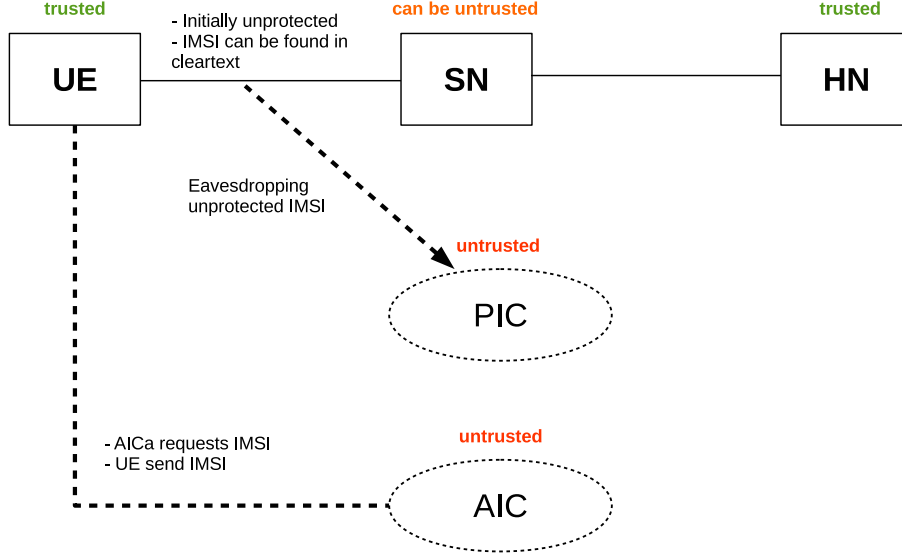 trusted
can be untrusted
trusted
- Initially unprotected
- IMSI can be found in
cleartext
UE
SN
HN
Eavesdropping
unprotected IMSI
untrusted
PIC
- AICa requests IMSI
- UE send IMSI
untrusted
AIC